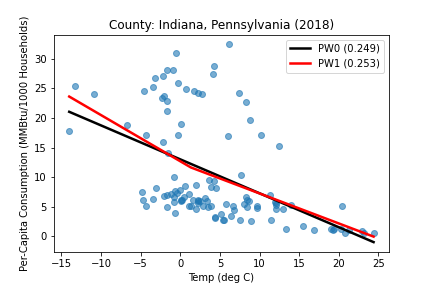 County: Indiana, Pennsylvania (2018)
Per-Capita Consumption (MMBtu/1000 Households)
30
25
20
15
10
5
0
PW0 (0.249)
PW1 (0.253)
−15 −10 −5 0 5 10 15 20 25
Temp (deg C)